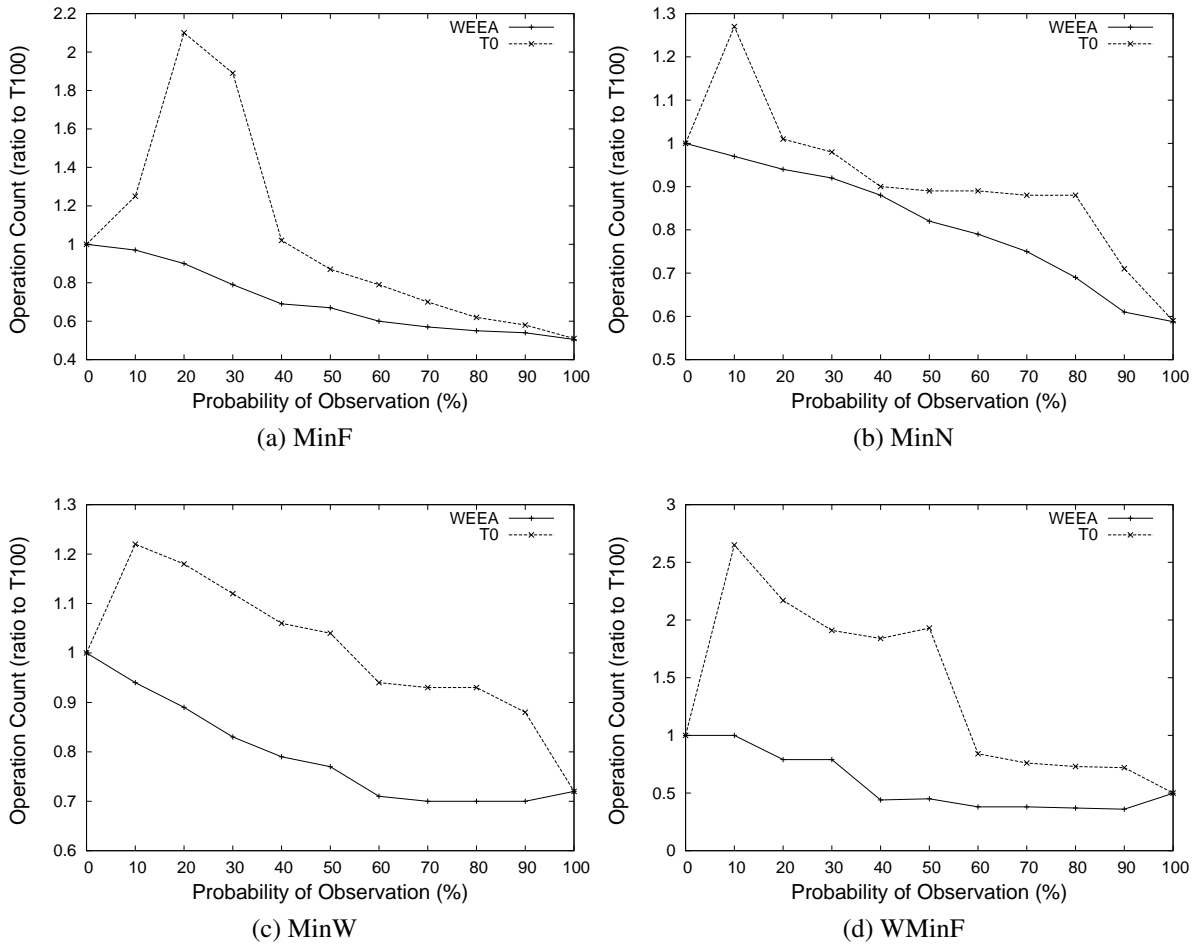 Operation Count (ratio to T100)
2.2
2
1.8
1.6
1.4
1.2
1
0.8
0.6
0.4
0 10 20 30 40 50 60 70 80 90 100
Probability of Observation (%)
WEEA
T0
(a) MinF
Operation Count (ratio to T100)
1.3
1.2
1.1
1
0.9
0.8
0.7
0.6
0.5
0 10 20 30 40 50 60 70 80 90 100
Probability of Observation (%)
WEEA
T0
(b) MinN
Operation Count (ratio to T100)
1.3
1.2
1.1
1
0.9
0.8
0.7
0.6
0 10 20 30 40 50 60 70 80 90 100
Probability of Observation (%)
WEEA
T0
(c) MinW
Operation Count (ratio to T100)
3
2.5
2
1.5
1
0.5
0
0 10 20 30 40 50 60 70 80 90 100
Probability of Observation (%)
WEEA
T0
(d) WMinF